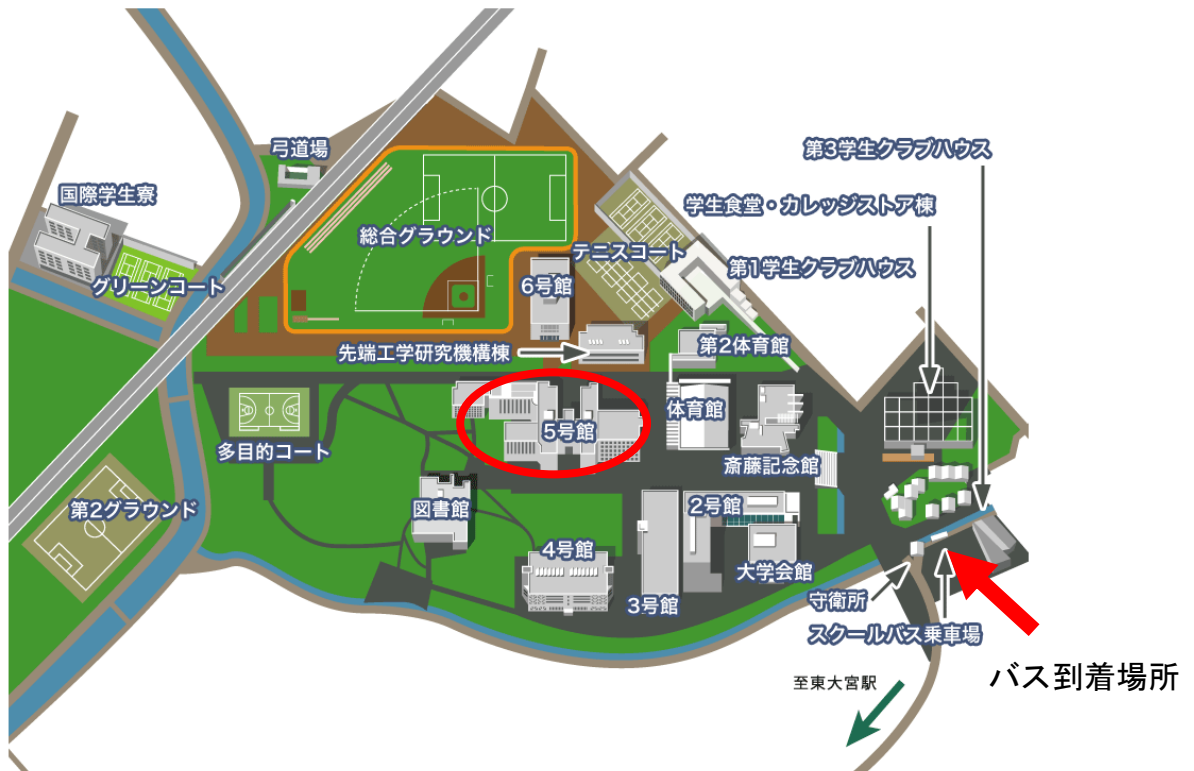 弓道場
第3学生クラブハウス
国際学生寮
学生食堂・カレッジストア棟
総合グラウンド
テニスコート
第1学生クラブハウス
グリーンコート
6号館
先端工学研究機構棟
第2体育館
体育館
5号館
多目的コート
斎藤記念館
第2グラウンド
図書館
2号館
4号館
大学会館
3号館
守衛所
スクールバス乗車場
バス到着場所
至東大宮駅